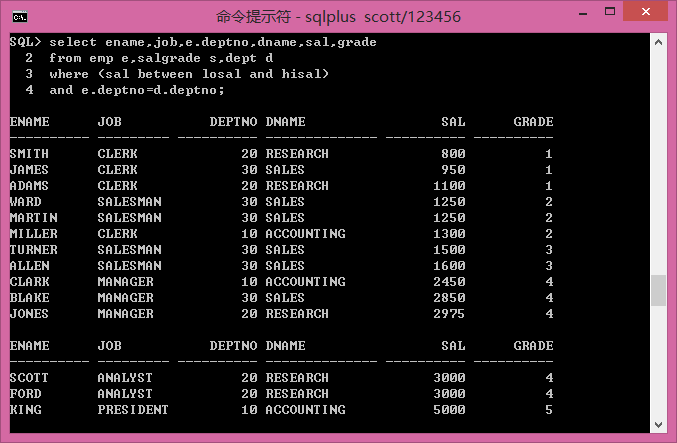 命令提示符 - sqlplus scott/123456
SQL> select ename,job,e.deptno,dname,sal,grade
2 from emp e,salgrade s,dept d
3 where (sal between losal and hisal)
4 and e.deptno=d.deptno;
ENAME JOB DEPTNO DNAME SAL GRADE
---------- --------- ---------- -------------- ---------- ----------
SMITH CLERK 20 RESEARCH 800 1
JAMES CLERK 30 SALES 950 1
ADAMS CLERK 20 RESEARCH 1100 1
WARD SALESMAN 30 SALES 1250 2
MARTIN SALESMAN 30 SALES 1250 2
MILLER CLERK 10 ACCOUNTING 1300 2
TURNER SALESMAN 30 SALES 1500 3
ALLEN SALESMAN 30 SALES 1600 3
CLARK MANAGER 10 ACCOUNTING 2450 4
BLAKE MANAGER 30 SALES 2850 4
JONES MANAGER 20 RESEARCH 2975 4
ENAME JOB DEPTNO DNAME SAL GRADE
---------- --------- ---------- -------------- ---------- ----------
SCOTT ANALYST 20 RESEARCH 3000 4
FORD ANALYST 20 RESEARCH 3000 4
KING PRESIDENT 10 ACCOUNTING 5000 5